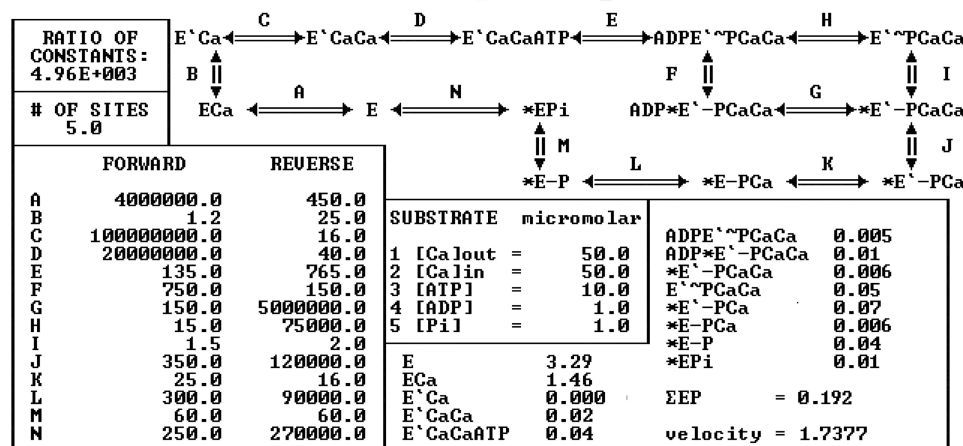 C D E H
RATIO OF CONSTANTS: 4.96E+003
E`Ca E`CaCa E`CaCaATP ADPE`~PCaCa E`~PCaCa
B F I
A N G
# OF SITES 5.0
ECa E *EPi ADP*E`-PCaCa *E`-PCaCa
M J
L K
*E-P *E-PCa *E`-PCa
FORWARD REVERSE
A 4000000.0 450.0
B 1.2 25.0
C 100000000.0 16.0
D 20000000.0 40.0
E 135.0 765.0
F 750.0 150.0
G 150.0 5000000.0
H 15.0 75000.0
I 1.5 2.0
J 350.0 120000.0
K 25.0 16.0
L 300.0 90000.0
M 60.0 60.0
N 250.0 270000.0
SUBSTRATE micromolar
1 [Ca]out = 50.0
2 [Ca]in = 50.0
3 [ATP] = 10.0
4 [ADP] = 1.0
5 [Pi] = 1.0
E 3.29
ECa 1.46
E`Ca 0.000
E`CaCa 0.02
E`CaCaATP 0.04
ADPE`~PCaCa 0.005
ADP*E`-PCaCa 0.01
*E`-PCaCa 0.006
E`~PCaCa 0.05
*E`-PCa 0.07
*E-PCa 0.006
*E-P 0.04
*EPi 0.01
ΣEP = 0.192
velocity = 1.7377